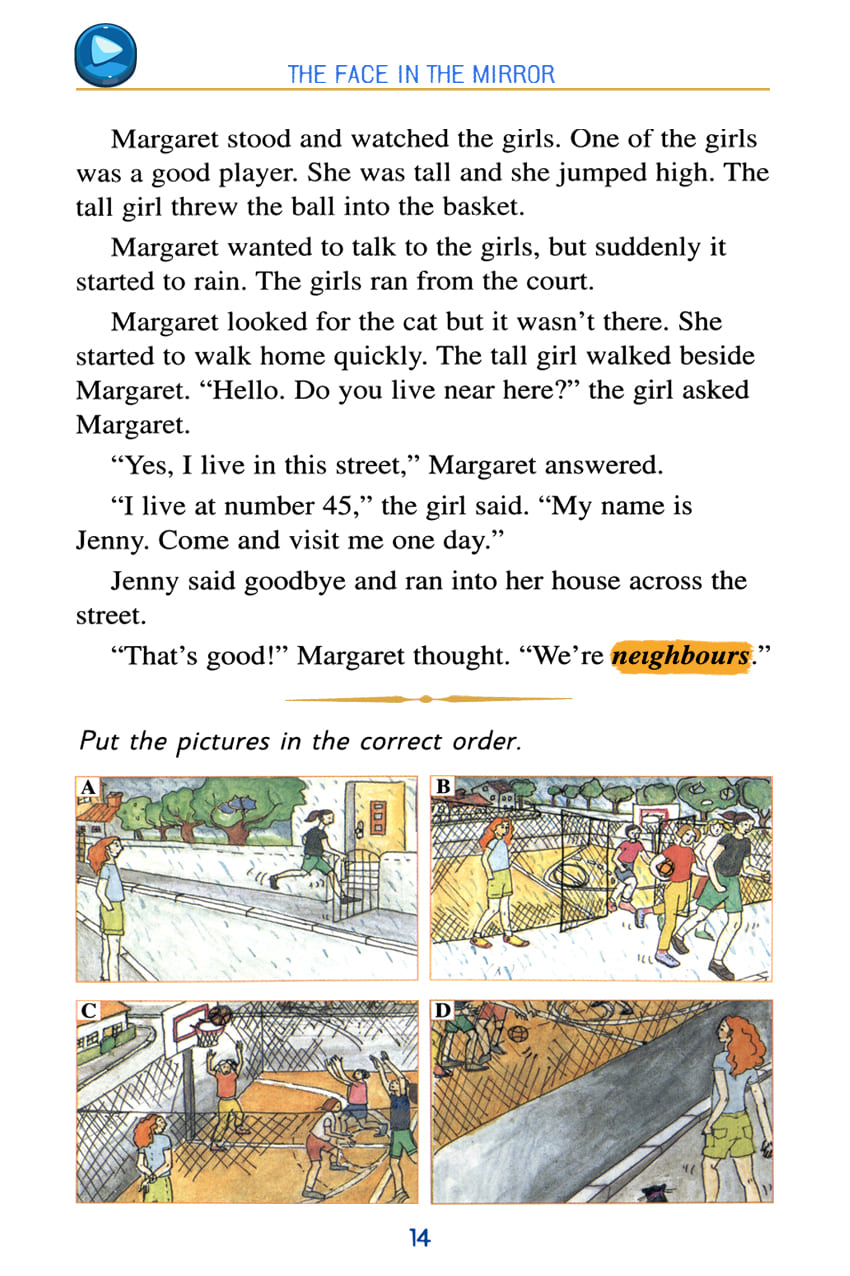 THE FACE IN THE MIRROR
Margaret stood and watched the girls. One of the girls
was a good player. She was tall and she jumped high. The
tall girl threw the ball into the basket.
Margaret wanted to talk to the girls, but suddenly it
started to rain. The girls ran from the court.
Margaret looked for the cat but it wasn’t there. She
started to walk home quickly. The tall girl walked beside
Margaret. “Hello. Do you live near here?” the girl asked
Margaret.
“Yes, I live in this street,” Margaret answered.
“I live at number 45,” the girl said. “My name is
Jenny. Come and visit me one day.”
Jenny said goodbye and ran into her house across the
street.
“That’s good!” Margaret thought. “We’re neighbours.”
Put the pictures in the correct order.
A
B
C
D
14